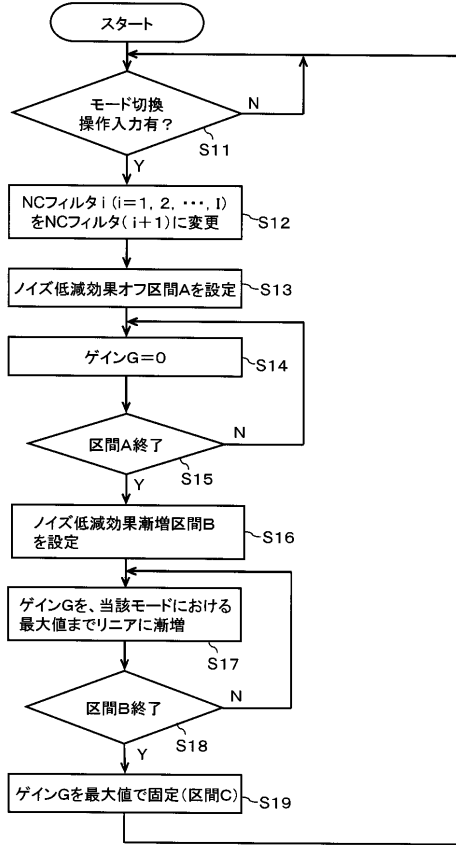 スタート
モード切換
操作入力有?
N
S11
Y
NCフィルタi(i=1, 2, ・・・, I)
をNCフィルタ(i+1)に変更
S12
ノイズ低減効果オフ区間Aを設定
S13
ゲインG=0
S14
区間A終了
N
S15
Y
ノイズ低減効果漸増区間B
を設定
S16
ゲインGを、当該モードにおける
最大値までリニアに漸増
S17
区間B終了
N
S18
Y
ゲインGを最大値で固定(区間C)
S19